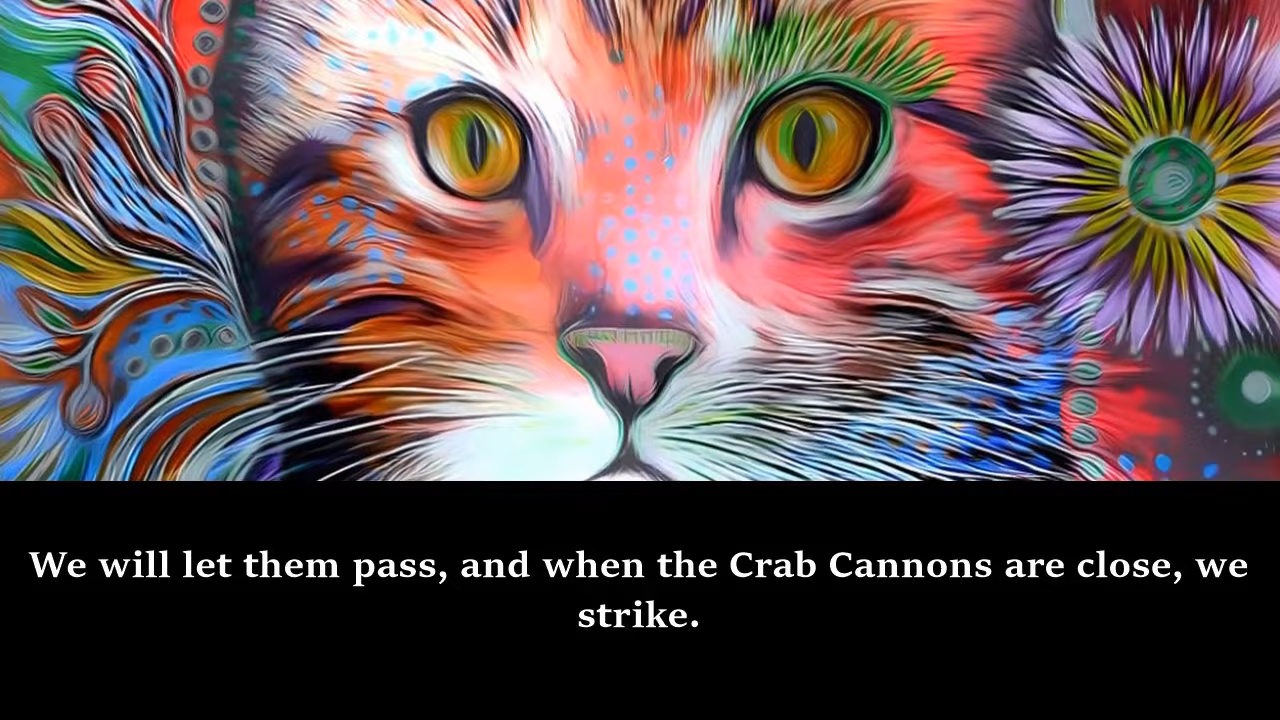 We will let them pass, and when the Crab Cannons are close, we
strike.